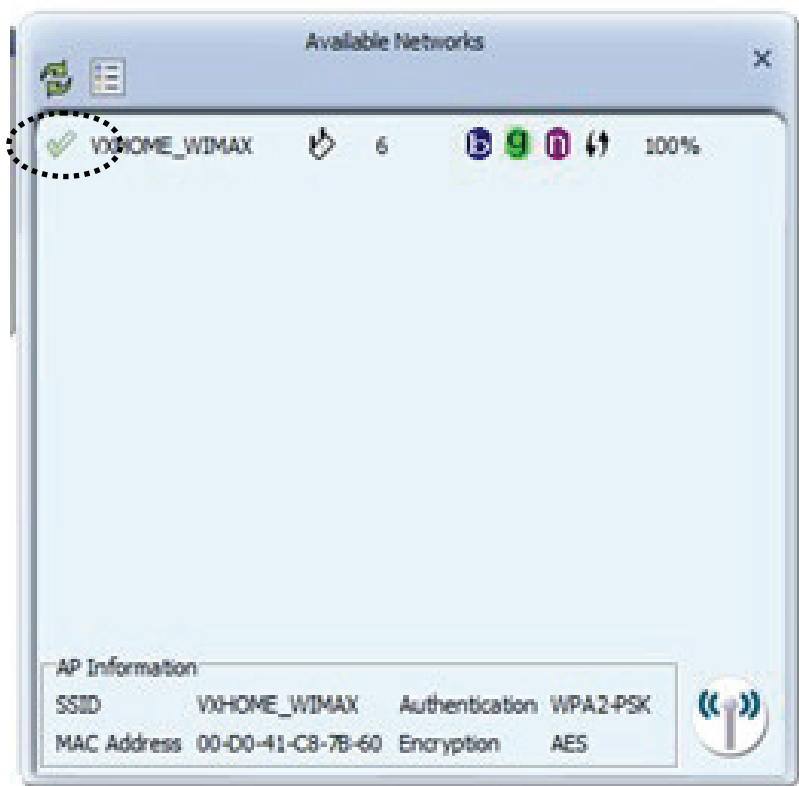 Available Networks
VXHOME_WIMAX 6 b g n 100%
AP Information
SSID VXHOME_WIMAX Authentication WPA2-PSK
MAC Address 00-D0-41-C8-7B-60 Encryption AES